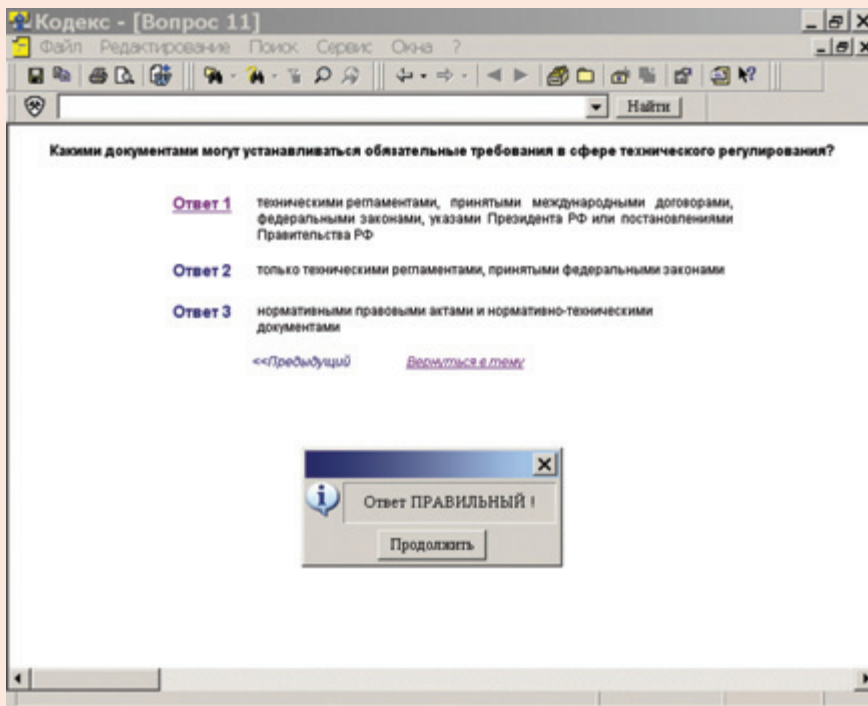 Кодекс - [Вопрос 11]
Файл Редактирование Поиск Сервис Окна ?
Найти
Какими документами могут устанавливаться обязательные требования в сфере технического регулирования?
Ответ 1
техническими регламентами, принятыми международными договорами,
федеральными законами, указами Президента РФ или постановлениями
Правительства РФ
Ответ 2
только техническими регламентами, принятыми федеральными законами
Ответ 3
нормативными правовыми актами и нормативно-техническими
документами
<<Предыдущий Вернуться в тему
Ответ ПРАВИЛЬНЫЙ !
Продолжить